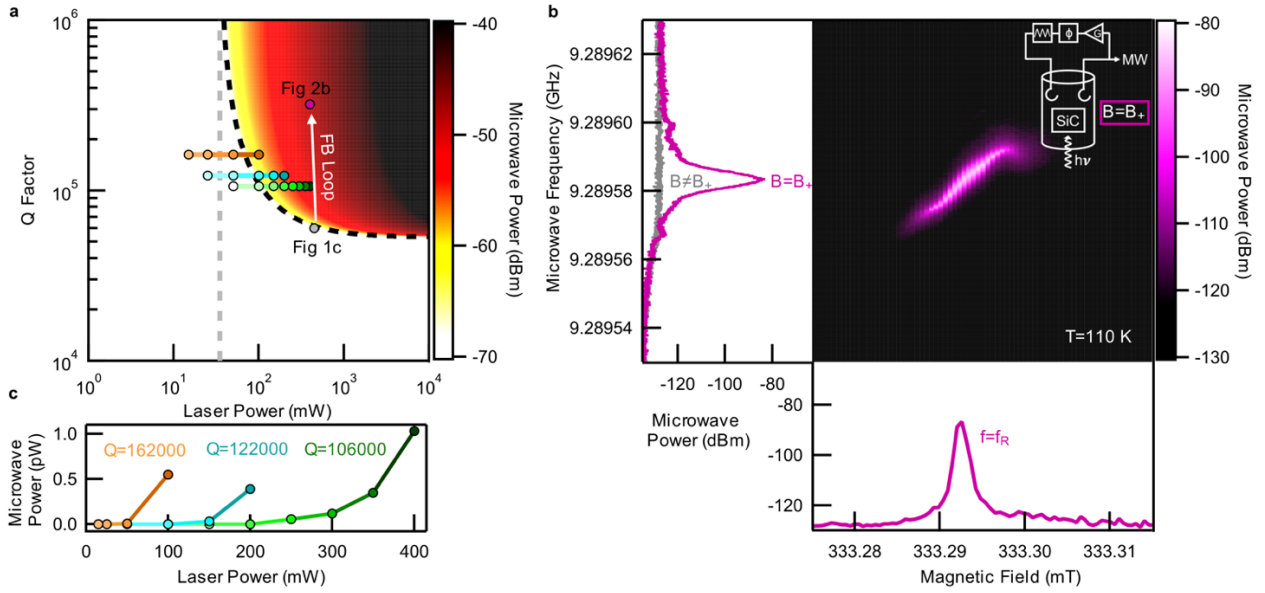 a
10^6
10^5
10^4
Q Factor
10^0
10^1
10^2
10^3
10^4
Laser Power (mW)
Fig 2b
FB Loop
Fig 1c
-40
-50
-60
-70
Microwave Power (dBm)
b
9.28962
9.28960
9.28958
9.28956
9.28954
Microwave Frequency (GHz)
B≠B+
B=B+
-120
-100
-80
Microwave
Power (dBm)
ϕ
G
MW
SiC
hν
B=B+
T=110 K
-80
-90
-100
-110
-120
-130
Microwave Power (dBm)
-80
-100
-120
f=fR
333.28
333.29
333.30
333.31
Magnetic Field (mT)
c
1.0
0.5
0.0
Microwave
Power (pW)
Q=162000
Q=122000
Q=106000
0
100
200
300
400
Laser Power (mW)